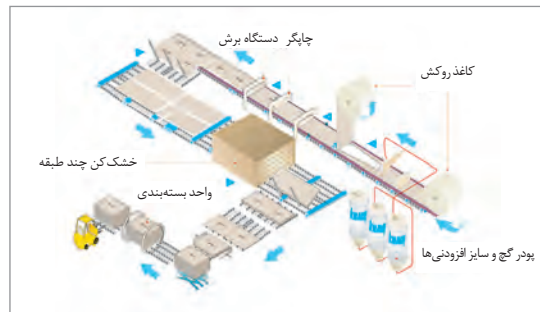 چاپگر دستگاه برش
کاغذ روکش
خشک‌کن چند طبقه
واحد بسته‌بندی
پودر گچ و سایز افزودنی‌ها